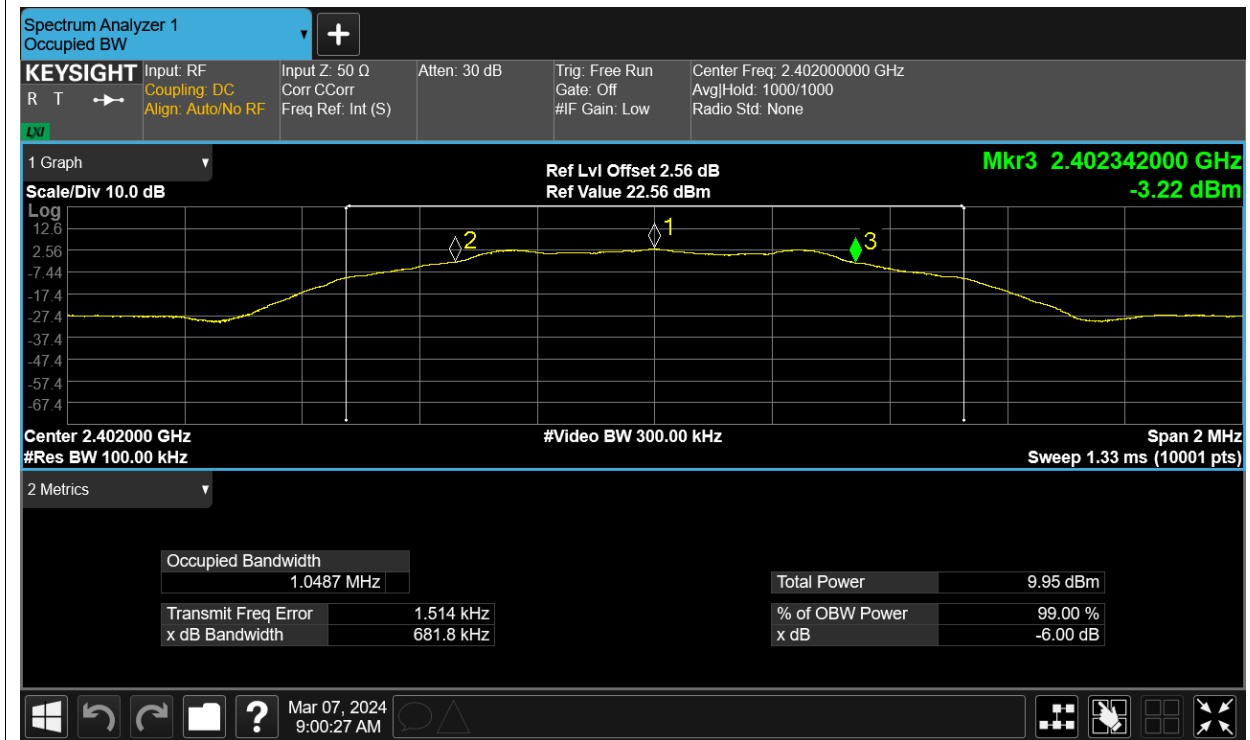 Spectrum Analyzer 1
Occupied BW
KEYSIGHT
R T
LXI
Input: RF
Coupling: DC
Align: Auto/No RF
Input Z: 50 Ω
Corr CCorr
Freq Ref: Int (S)
Atten: 30 dB
Trig: Free Run
Gate: Off
#IF Gain: Low
Center Freq: 2.402000000 GHz
Avg|Hold: 1000/1000
Radio Std: None
1 Graph
Scale/Div 10.0 dB
Ref Lvl Offset 2.56 dB
Ref Value 22.56 dBm
Mkr3 2.402342000 GHz
-3.22 dBm
Log
12.6
2.56
-7.44
-17.4
-27.4
-37.4
-47.4
-57.4
-67.4
2
1
3
Center 2.402000 GHz
#Res BW 100.00 kHz
#Video BW 300.00 kHz
Span 2 MHz
Sweep 1.33 ms (10001 pts)
2 Metrics
Occupied Bandwidth
1.0487 MHz
Transmit Freq Error 1.514 kHz
x dB Bandwidth 681.8 kHz
Total Power 9.95 dBm
% of OBW Power 99.00 %
x dB -6.00 dB
?
Mar 07, 2024
9:00:27 AM